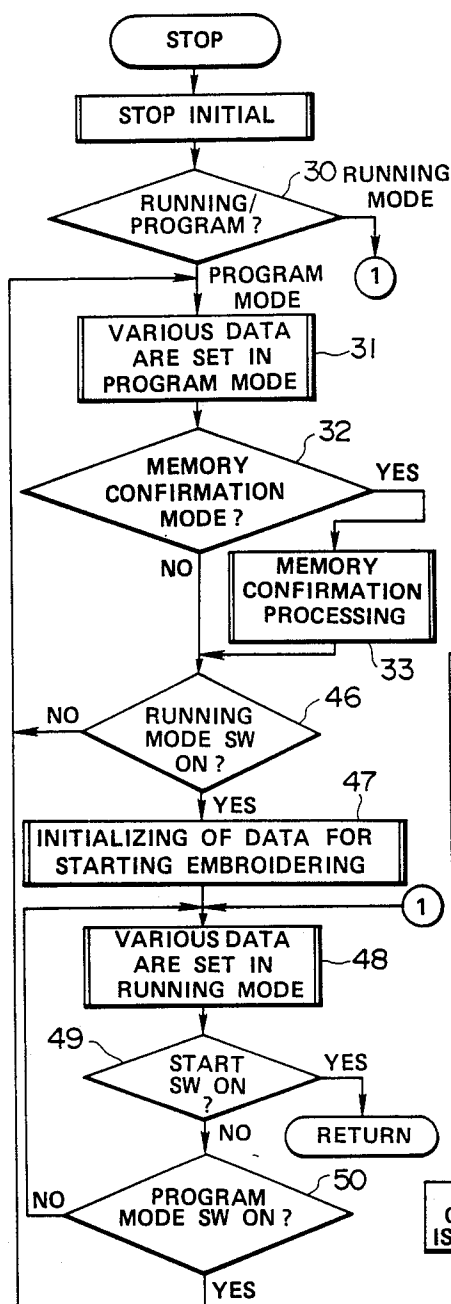 STOP
STOP INITIAL
30
RUNNING
MODE
RUNNING/
PROGRAM ?
1
PROGRAM
MODE
VARIOUS DATA
ARE SET IN
PROGRAM MODE
31
32
MEMORY
CONFIRMATION
MODE ?
YES
NO
MEMORY
CONFIRMATION
PROCESSING
33
46
NO
RUNNING
MODE SW
ON ?
YES
47
INITIALIZING OF DATA FOR
STARTING EMBROIDERING
1
VARIOUS DATA
ARE SET IN
RUNNING MODE
48
49
START
SW ON
?
YES
RETURN
NO
50
NO
PROGRAM
MODE SW ON ?
YES
IS